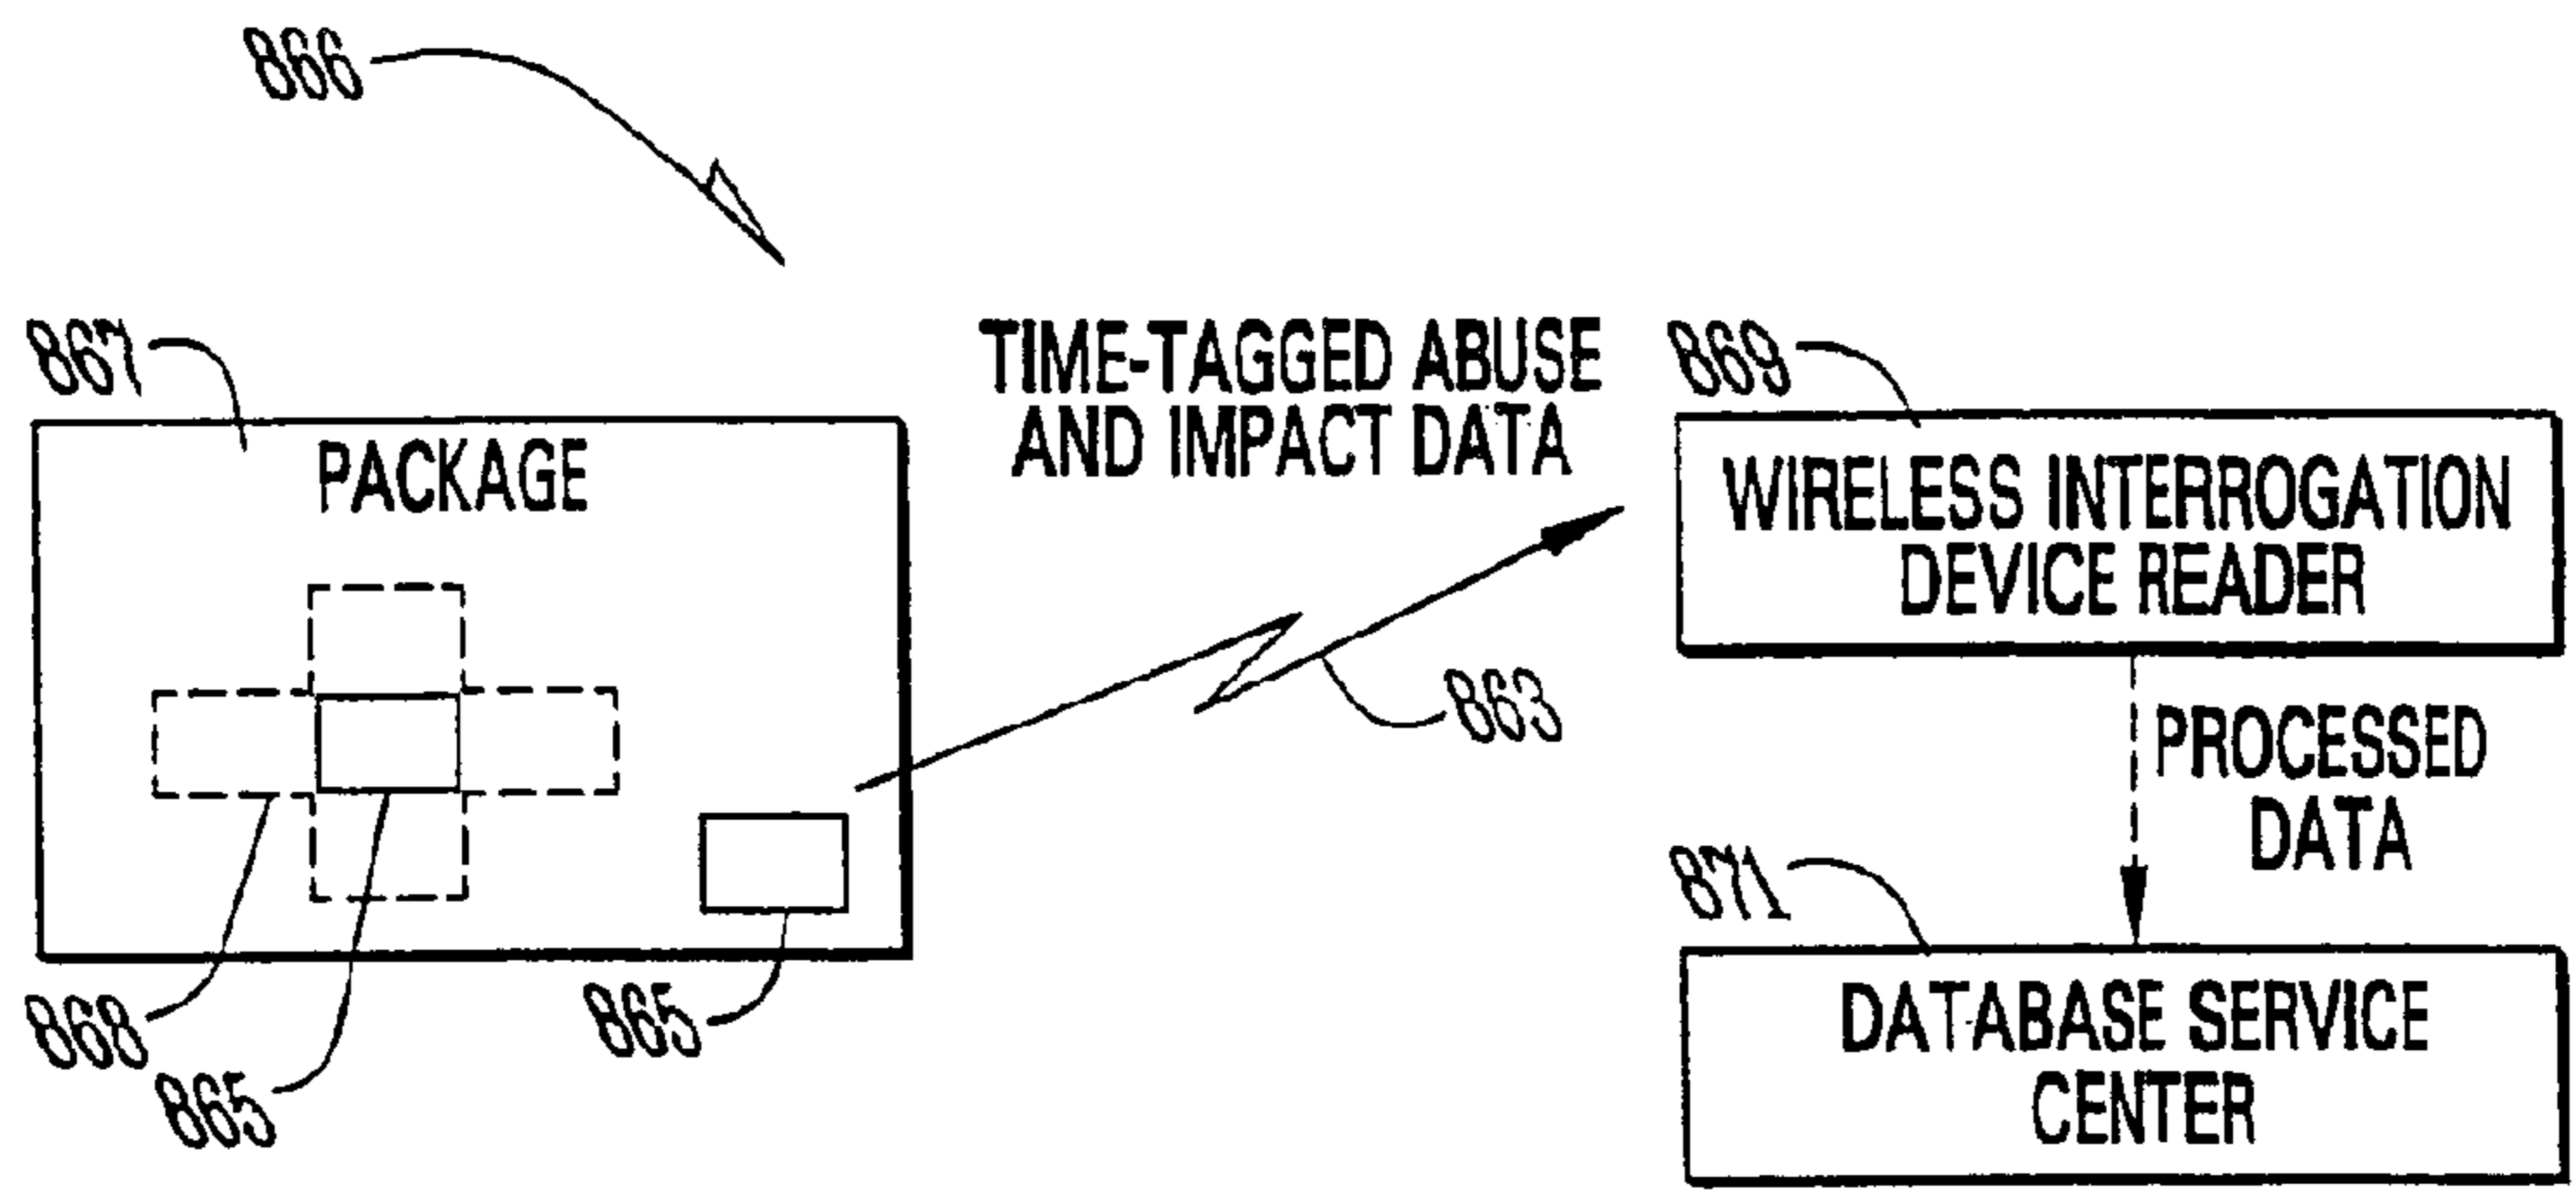 866
867
PACKAGE
TIME-TAGGED ABUSE
AND IMPACT DATA
869
WIRELESS INTERROGATION
DEVICE READER
863
PROCESSED
DATA
871
DATABASE SERVICE
CENTER
868
865
865